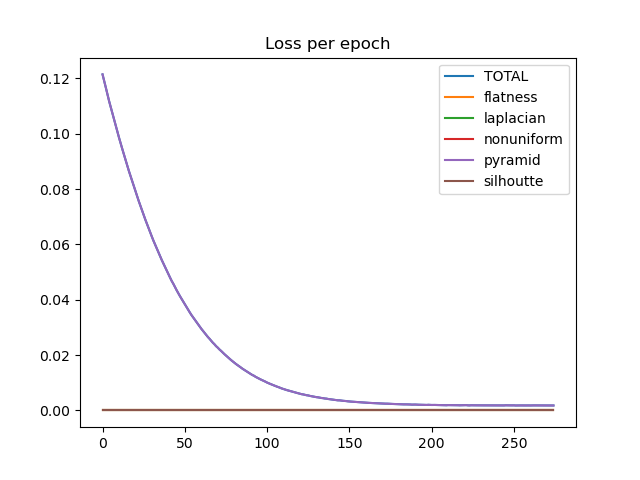 Loss per epoch
0.12
0.10
0.08
0.06
0.04
0.02
0.00
0 50 100 150 200 250
TOTAL
flatness
laplacian
nonuniform
pyramid
silhoutte